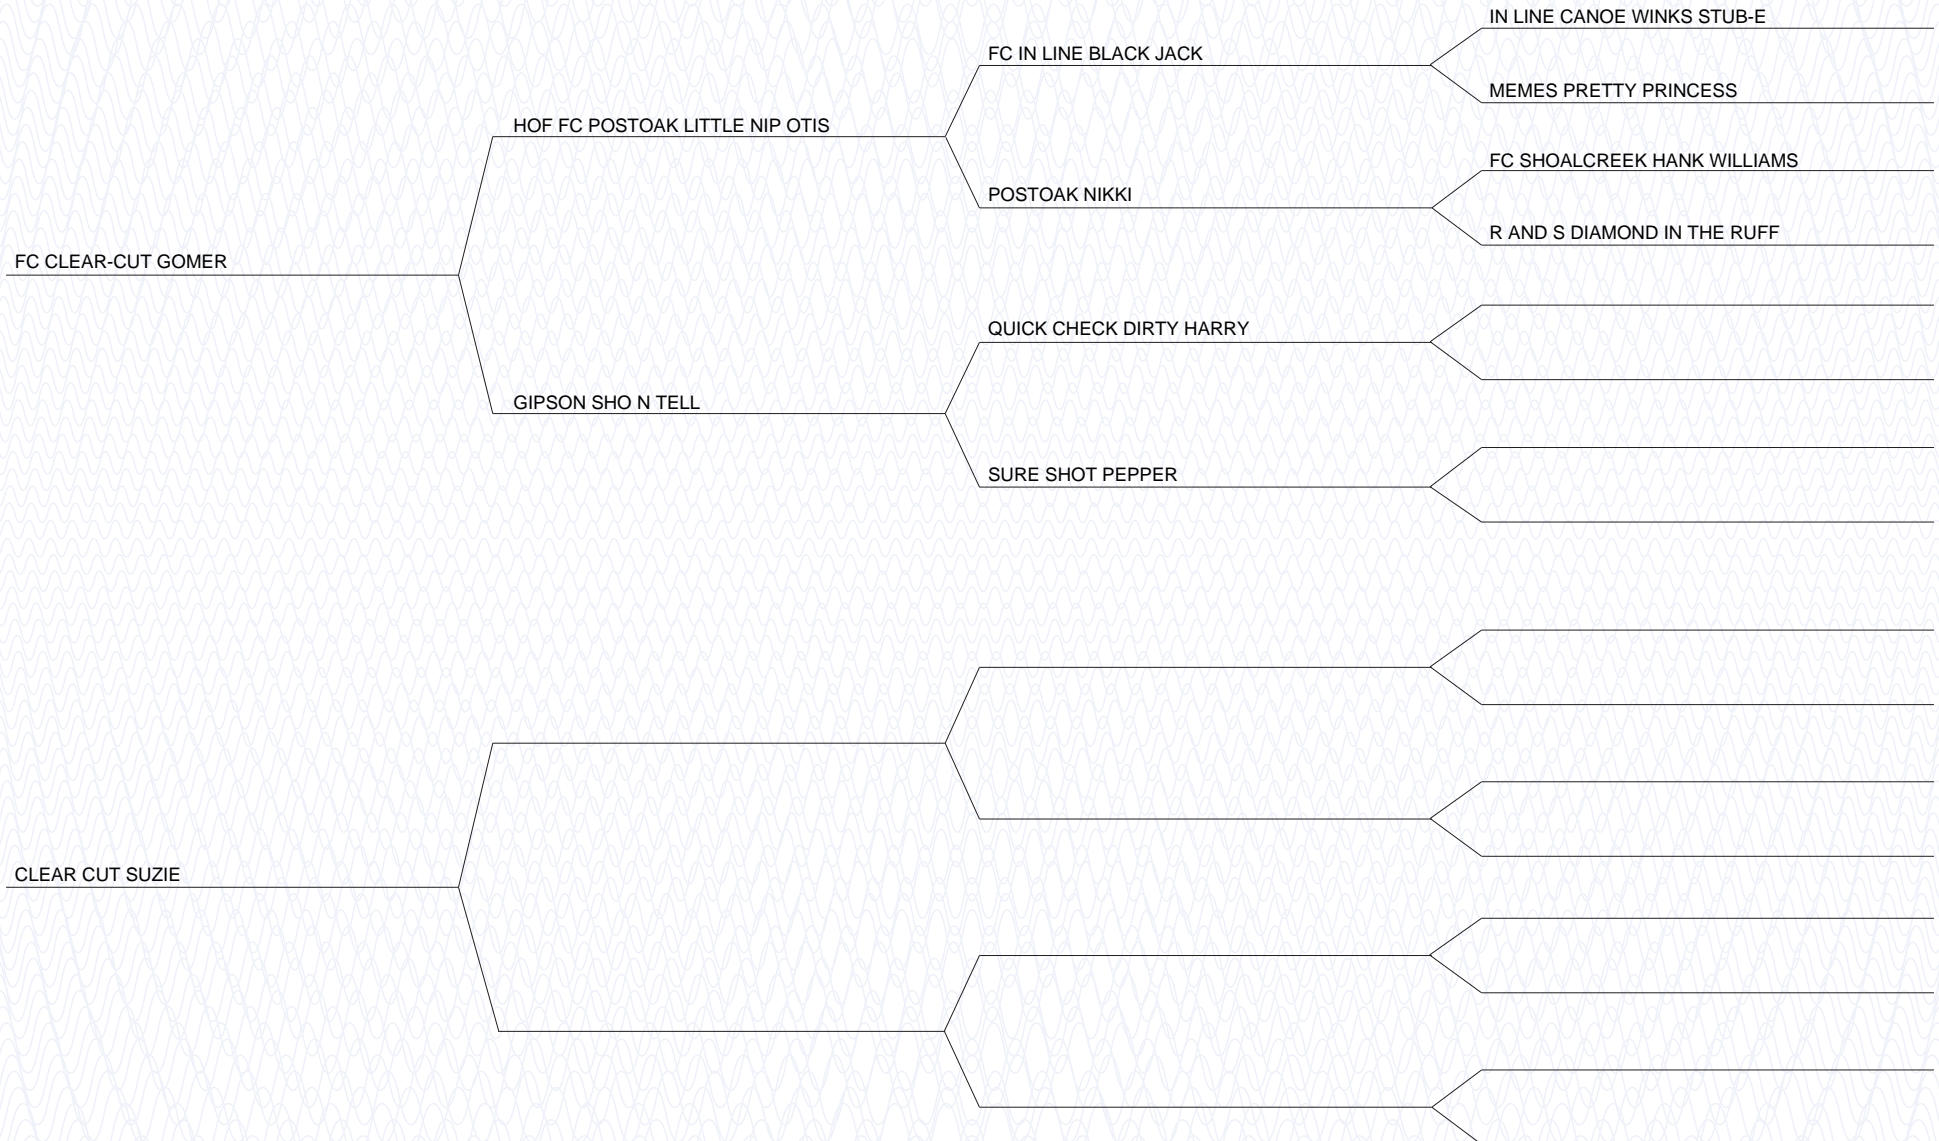 IN LINE CANOE WINKS STUB-E
FC IN LINE BLACK JACK
MEMES PRETTY PRINCESS
HOF FC POSTOAK LITTLE NIP OTIS
FC SHOALCREEK HANK WILLIAMS
POSTOAK NIKKI
R AND S DIAMOND IN THE RUFF
FC CLEAR-CUT GOMER
QUICK CHECK DIRTY HARRY
GIPSON SHO N TELL
SURE SHOT PEPPER
CLEAR CUT SUZIE